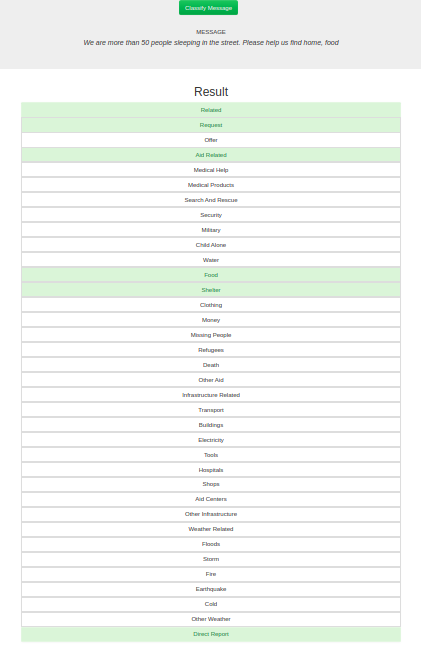 Classify Message
MESSAGE
We are more than 50 people sleeping in the street. Please help us find home, food
Result
Related
Request
Offer
Aid Related
Medical Help
Medical Products
Search And Rescue
Security
Military
Child Alone
Water
Food
Shelter
Clothing
Money
Missing People
Refugees
Death
Other Aid
Infrastructure Related
Transport
Buildings
Electricity
Tools
Hospitals
Shops
Aid Centers
Other Infrastructure
Weather Related
Floods
Storm
Fire
Earthquake
Cold
Other Weather
Direct Report